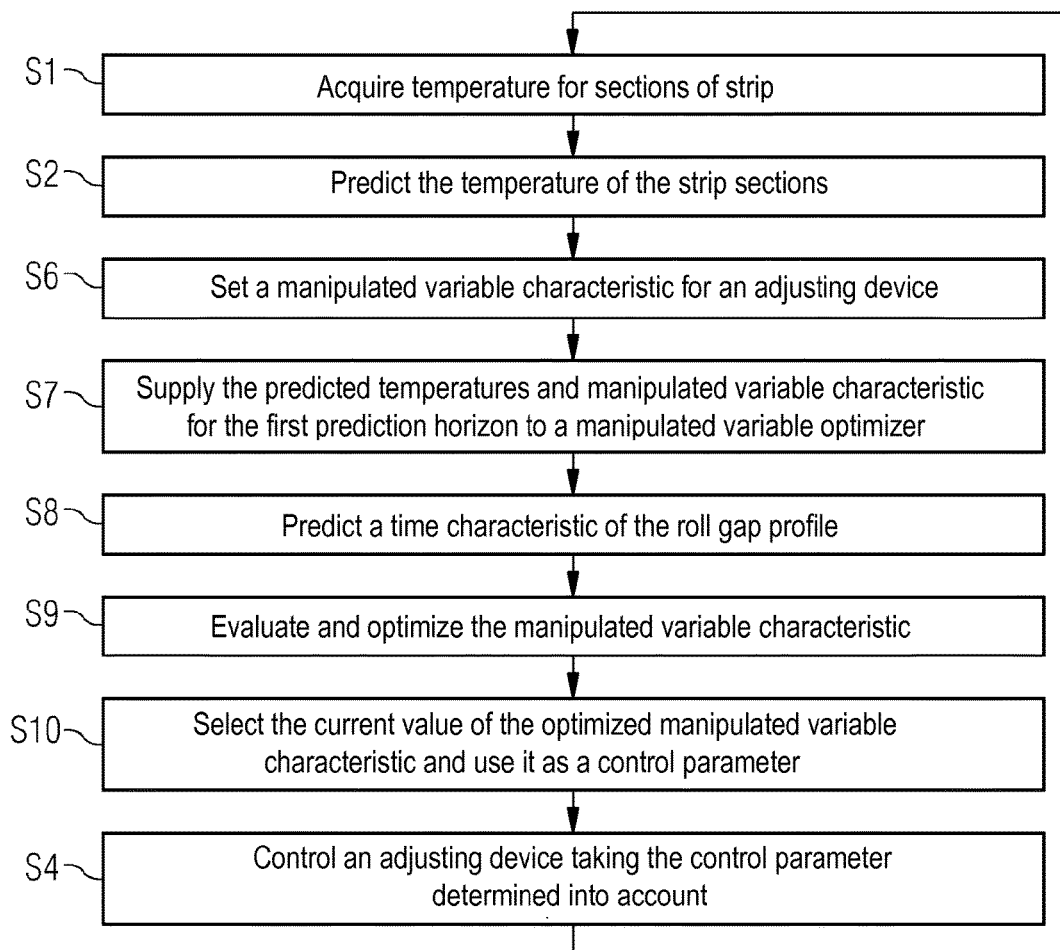 S1
Acquire temperature for sections of strip
S2
Predict the temperature of the strip sections
S6
Set a manipulated variable characteristic for an adjusting device
S7
Supply the predicted temperatures and manipulated variable characteristic
for the first prediction horizon to a manipulated variable optimizer
S8
Predict a time characteristic of the roll gap profile
S9
Evaluate and optimize the manipulated variable characteristic
S10
Select the current value of the optimized manipulated variable
characteristic and use it as a control parameter
S4
Control an adjusting device taking the control parameter
determined into account